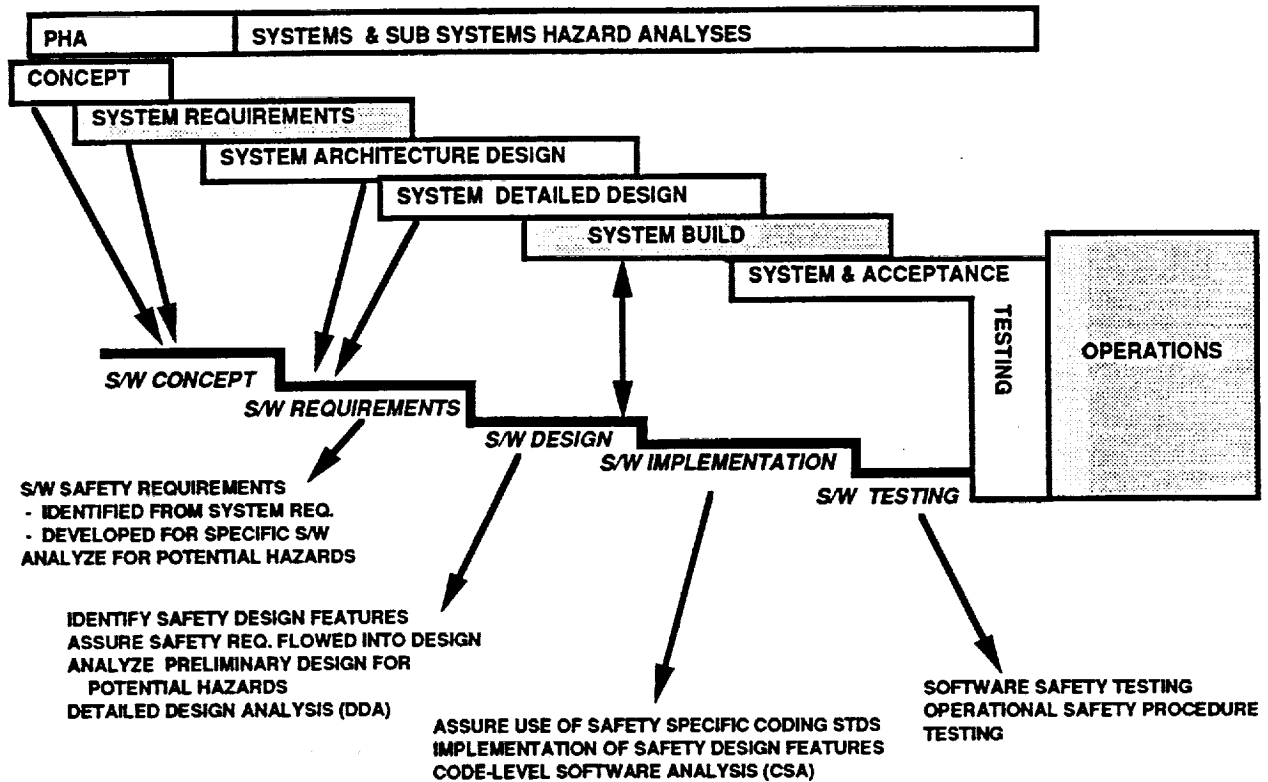 PHA
SYSTEMS & SUB SYSTEMS HAZARD ANALYSES
CONCEPT
SYSTEM REQUIREMENTS
SYSTEM ARCHITECTURE DESIGN
SYSTEM DETAILED DESIGN
SYSTEM BUILD
SYSTEM & ACCEPTANCE
TESTING
OPERATIONS
S/W CONCEPT
S/W REQUIREMENTS
S/W DESIGN
S/W IMPLEMENTATION
S/W TESTING
S/W SAFETY REQUIREMENTS
- IDENTIFIED FROM SYSTEM REQ.
- DEVELOPED FOR SPECIFIC S/W
ANALYZE FOR POTENTIAL HAZARDS
IDENTIFY SAFETY DESIGN FEATURES
ASSURE SAFETY REQ. FLOWED INTO DESIGN
ANALYZE PRELIMINARY DESIGN FOR
POTENTIAL HAZARDS
DETAILED DESIGN ANALYSIS (DDA)
ASSURE USE OF SAFETY SPECIFIC CODING STDS
IMPLEMENTATION OF SAFETY DESIGN FEATURES
CODE-LEVEL SOFTWARE ANALYSIS (CSA)
SOFTWARE SAFETY TESTING
OPERATIONAL SAFETY PROCEDURE
TESTING